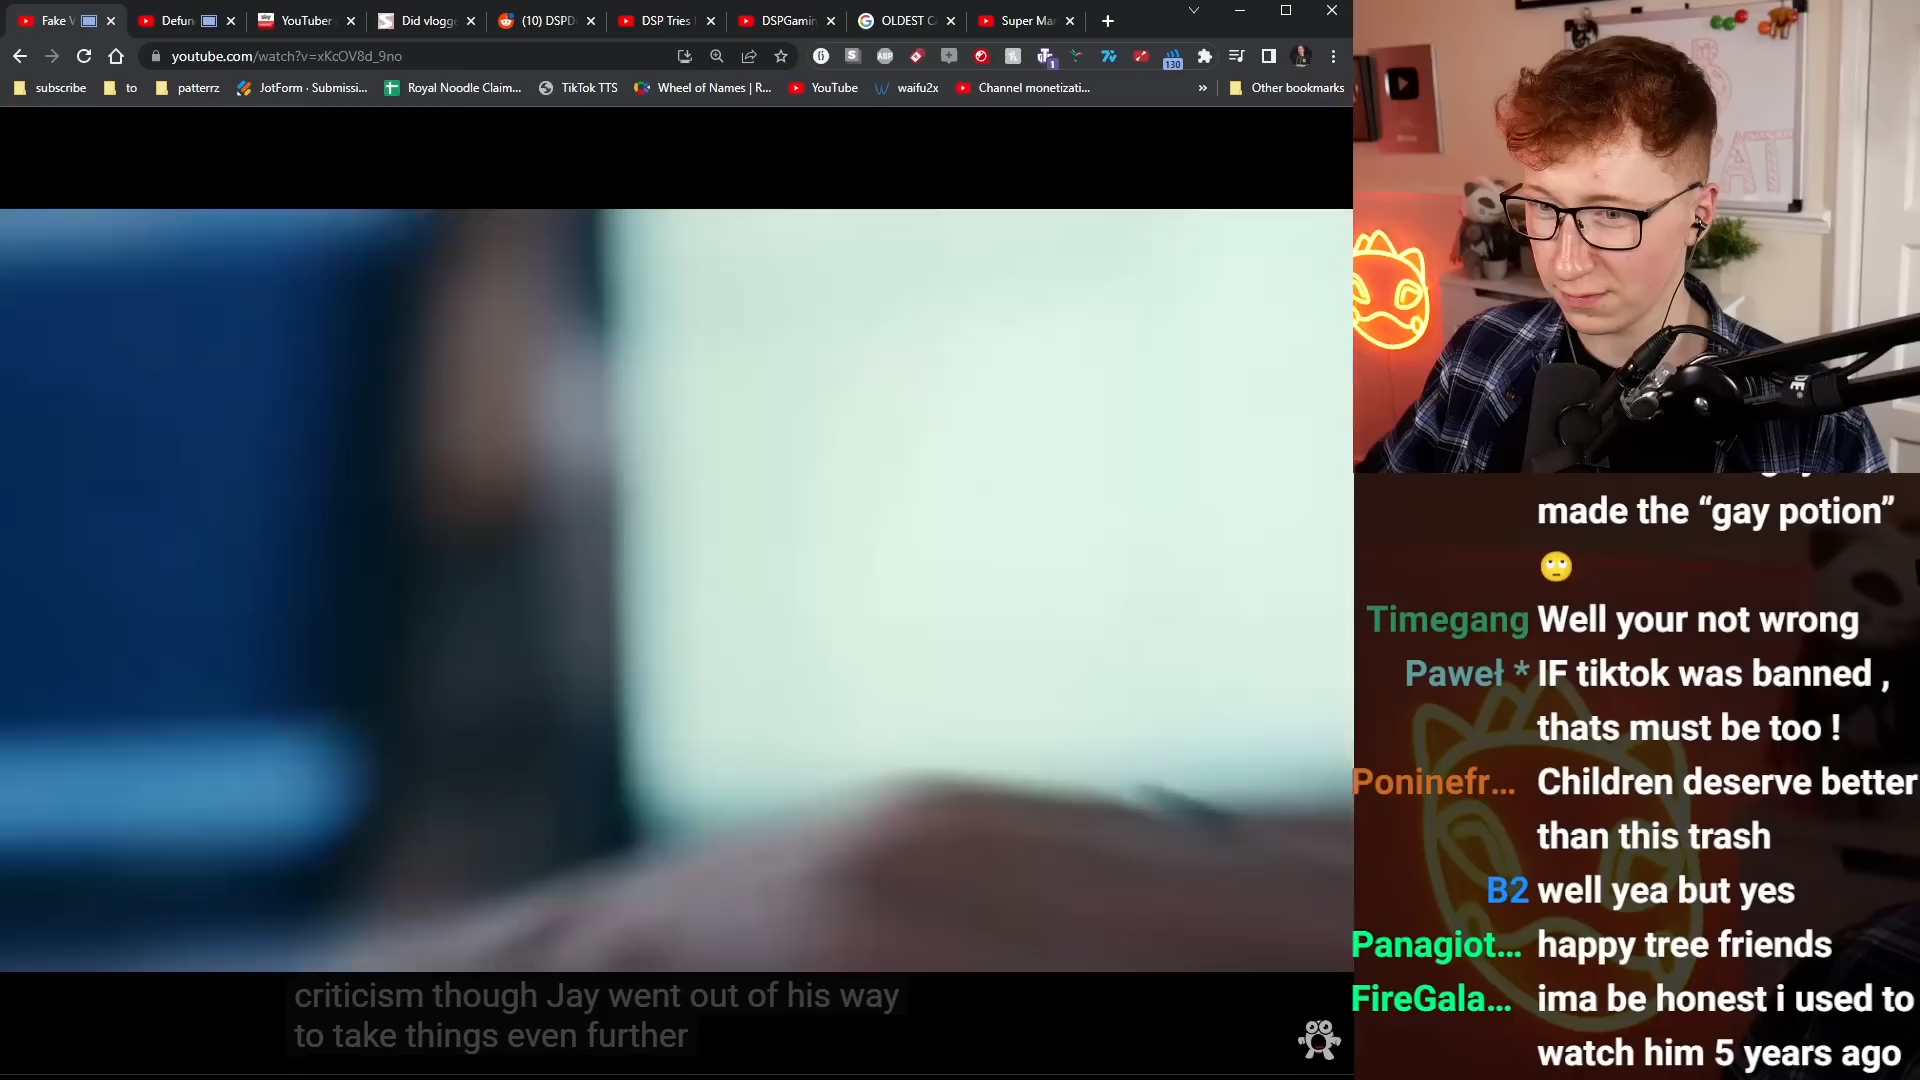 Fake V
Defun
YouTuber
Did vlogg
(10) DSPD
DSP Tries
DSPGamin
OLDEST C
Super Mar
youtube.com/watch?v=xKcOV8d_9no
ABP
1
130
subscribe
to
patterrz
JotForm · Submissi...
Royal Noodle Claim...
TikTok TTS
Wheel of Names | R...
YouTube
waifu2x
Channel monetizati...
»
Other bookmarks
made the “gay potion”
🙄
Timegang Well your not wrong
Paweł * IF tiktok was banned ,
thats must be too !
Poninefr... Children deserve better
than this trash
B2 well yea but yes
Panagiot... happy tree friends
FireGala... ima be honest i used to
watch him 5 years ago
criticism though Jay went out of his way
to take things even further